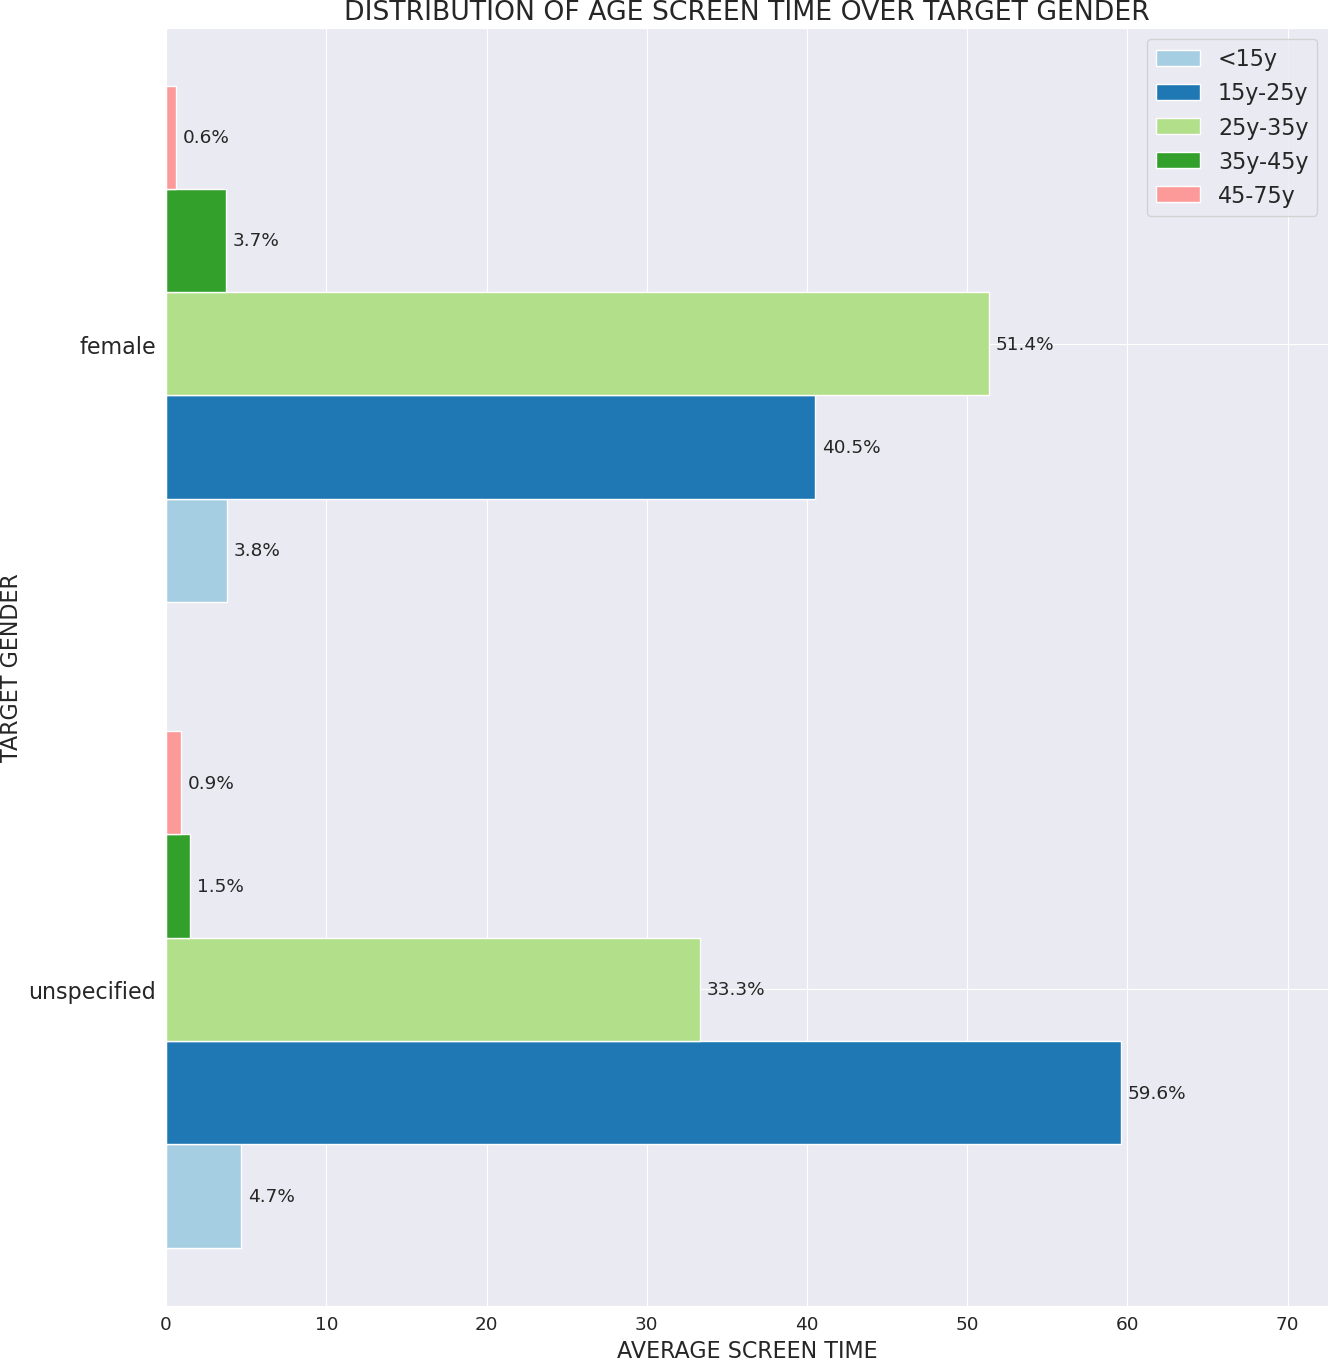 DISTRIBUTION OF AGE SCREEN TIME OVER TARGET GENDER
<15y
15y-25y
25y-35y
35y-45y
45-75y
0.6%
3.7%
female
51.4%
40.5%
3.8%
TARGET GENDER
0.9%
1.5%
unspecified
33.3%
59.6%
4.7%
0 10 20 30 40 50 60 70
AVERAGE SCREEN TIME